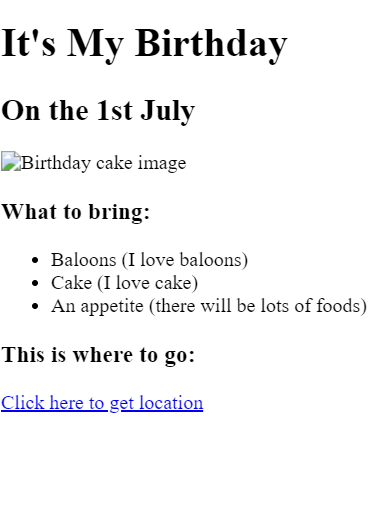 It's My Birthday
On the 1st July
Birthday cake image
What to bring:
Baloons (I love baloons)
Cake (I love cake)
An appetite (there will be lots of foods)
This is where to go:
Click here to get location